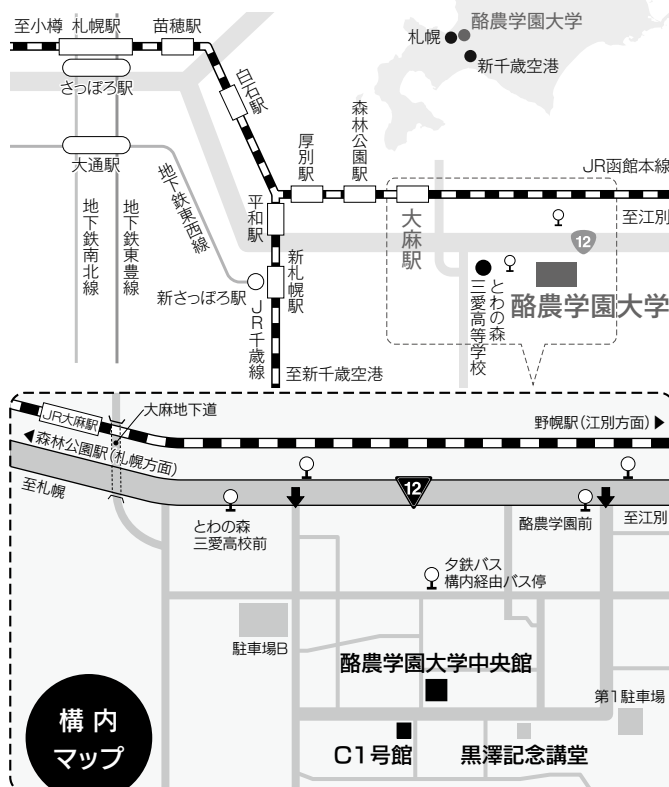 至小樽
札幌駅
苗穂駅
さっぽろ駅
白石駅
大通駅
地下鉄東西線
地下鉄南北線
地下鉄東豊線
厚別駅
森林公園駅
平和駅
新札幌駅
新さっぽろ駅
JR千歳線
至新千歳空港
酪農学園大学
札幌
新千歳空港
JR函館本線
大麻駅
至江別
12
とわの森
三愛高等学校
酪農学園大学
JR大麻駅
大麻地下道
野幌駅(江別方面)▶
◀森林公園駅(札幌方面)
至札幌
12
とわの森
三愛高校前
酪農学園前
至江別
夕鉄バス
構内経由バス停
駐車場B
酪農学園大学中央館
第1駐車場
C1号館
黒澤記念講堂
構内
マップ